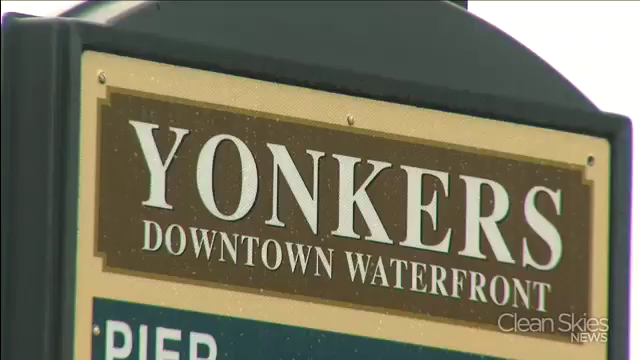 YONKERS
DOWNTOWN WATERFRONT
PIER
Clean Skies
NEWS